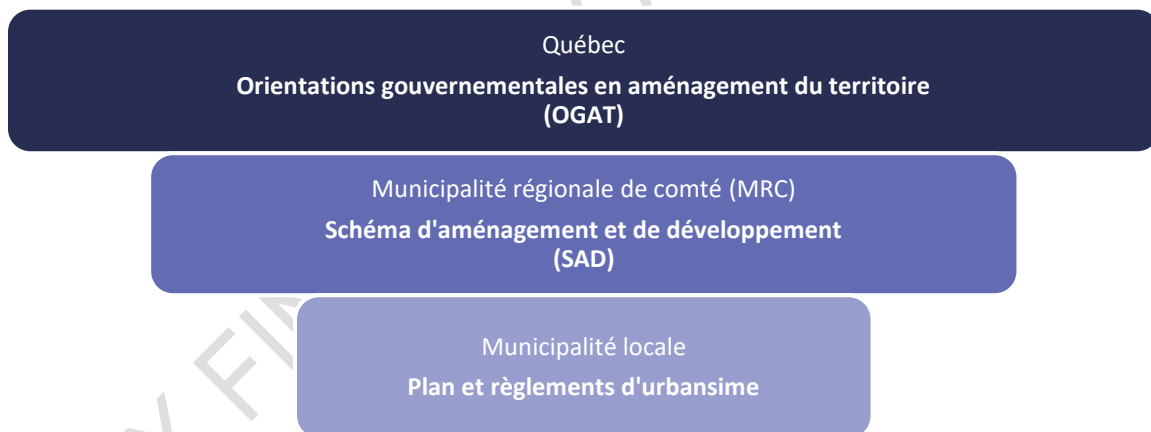 Québec
Orientations gouvernementales en aménagement du territoire
(OGAT)
Municipalité régionale de comté (MRC)
Schéma d'aménagement et de développement
(SAD)
Municipalité locale
Plan et règlements d'urbansime